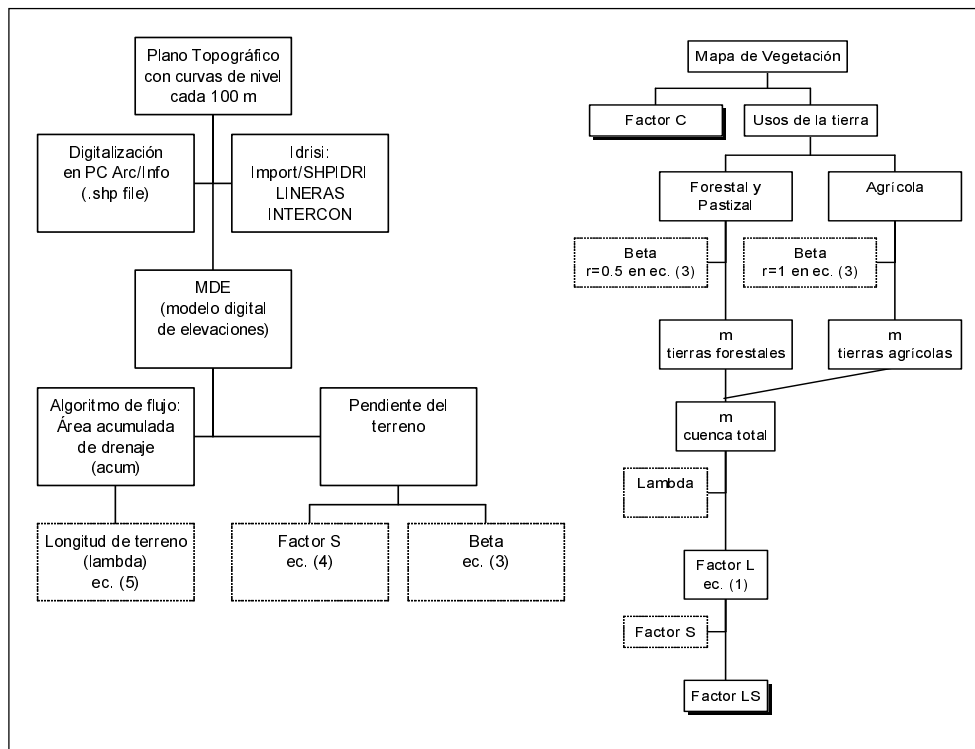 Plano Topográfico
con curvas de nivel
cada 100 m
Digitalización
en PC Arc/Info
(.shp file)
Idrisi:
Import/SHPIDRI
LINERAS
INTERCON
MDE
(modelo digital
de elevaciones)
Algoritmo de flujo:
Área acumulada
de drenaje
(acum)
Pendiente del
terreno
Longitud de terreno
(lambda)
ec. (5)
Factor S
ec. (4)
Beta
ec. (3)
Mapa de Vegetación
Factor C
Usos de la tierra
Forestal y
Pastizal
Agrícola
Beta
r=0.5 en ec. (3)
Beta
r=1 en ec. (3)
m
tierras forestales
m
tierras agrícolas
m
cuenca total
Lambda
Factor L
ec. (1)
Factor S
Factor LS